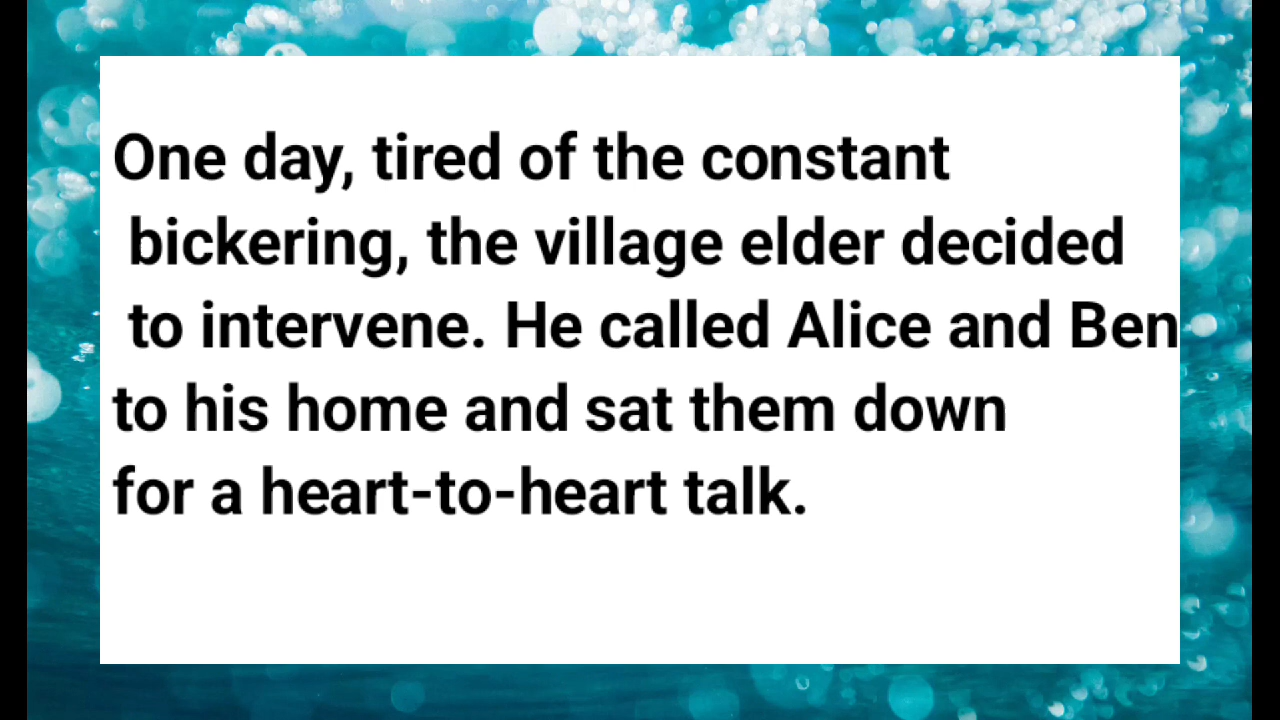 One day, tired of the constant
bickering, the village elder decided
to intervene. He called Alice and Ben
to his home and sat them down
for a heart-to-heart talk.